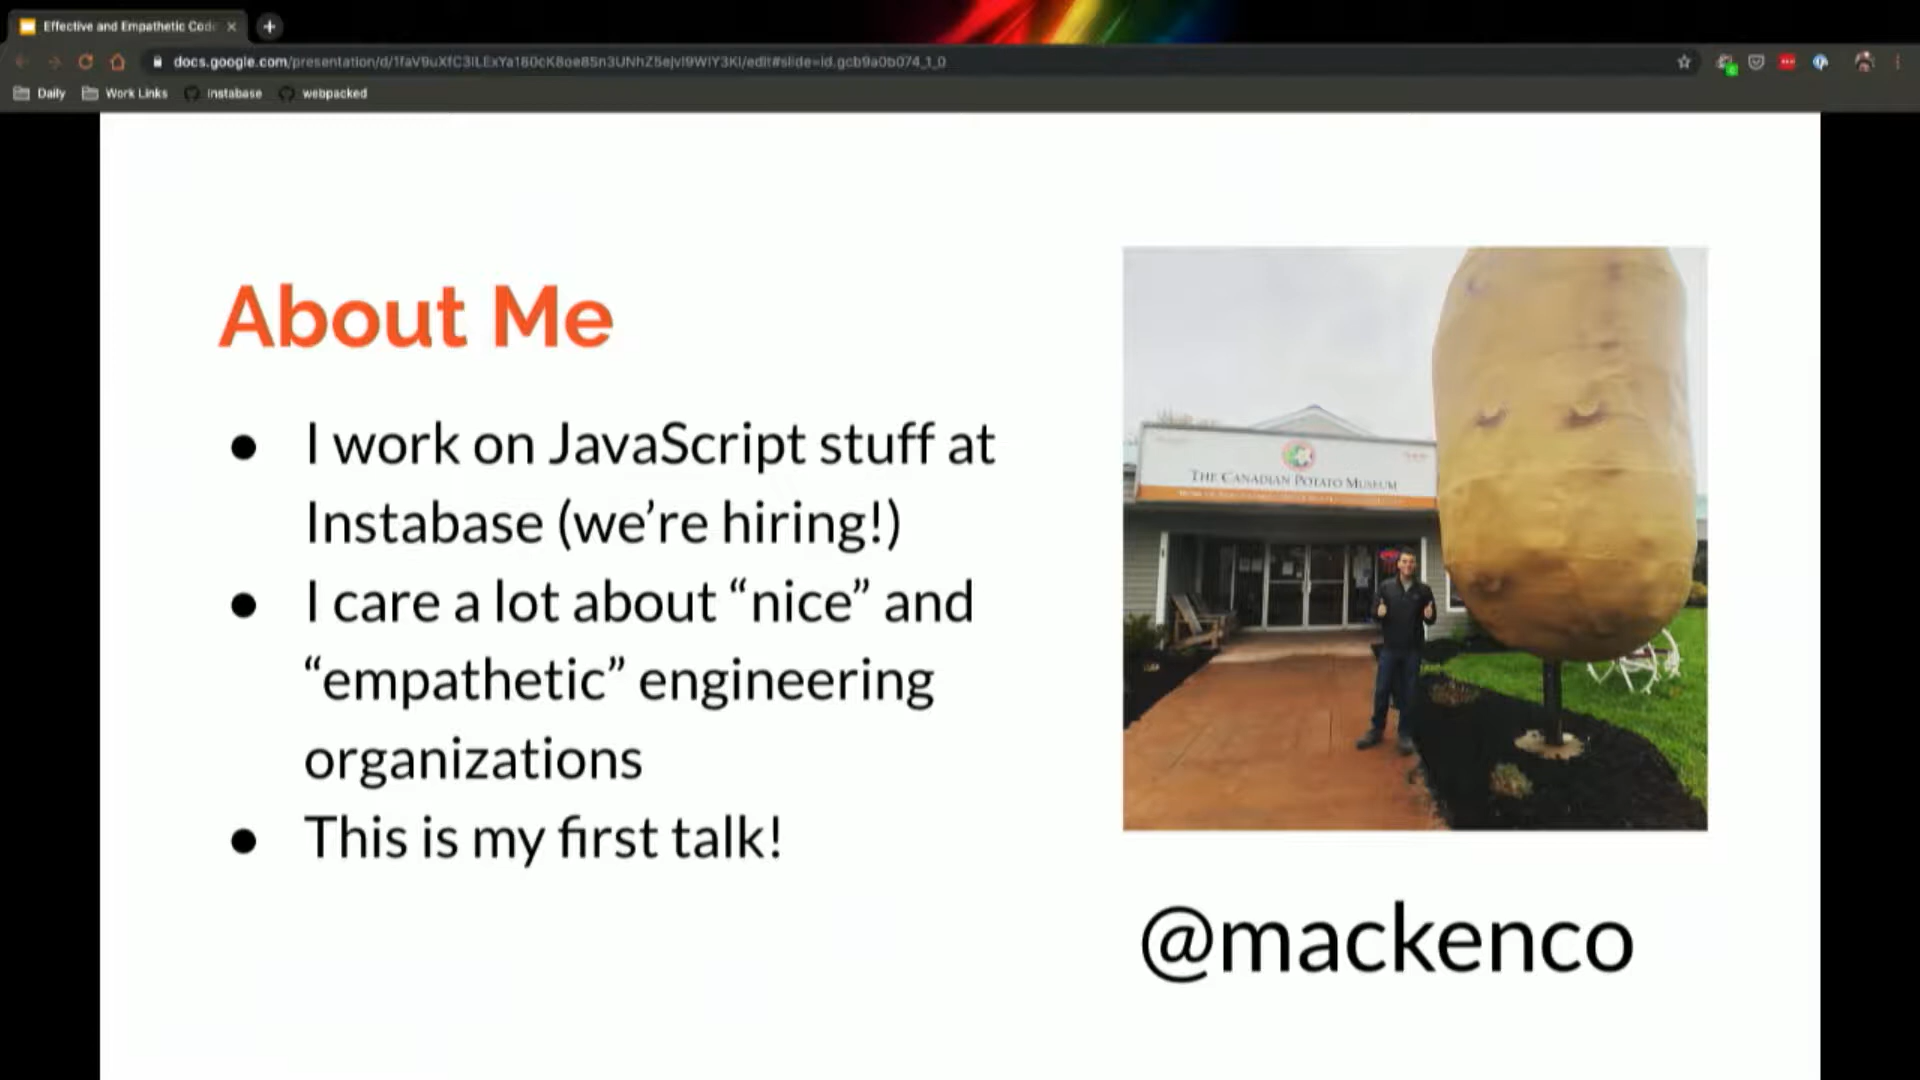 Effective and Empathetic Cod
docs.google.com/presentation/d/
Daily
Work Links
instabase
webpacked
About Me
● I work on JavaScript stuff at
Instabase (we’re hiring!)
● I care a lot about “nice” and
“empathetic” engineering
organizations
● This is my first talk!
THE CANADIAN POTATO MUSEUM
@mackenco